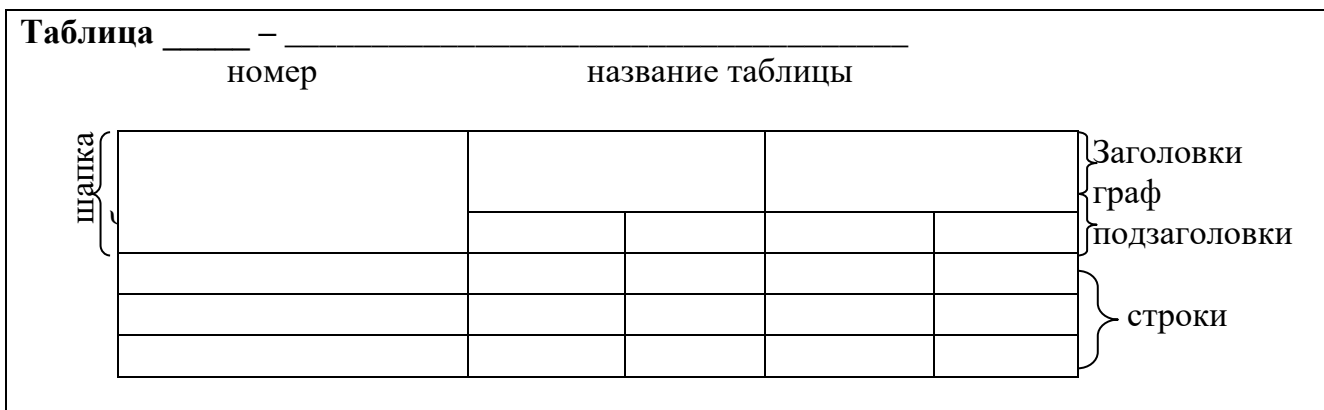 Таблица _____ – ____________________________________
номер название таблицы
шапка
Заголовки
граф
подзаголовки
строки